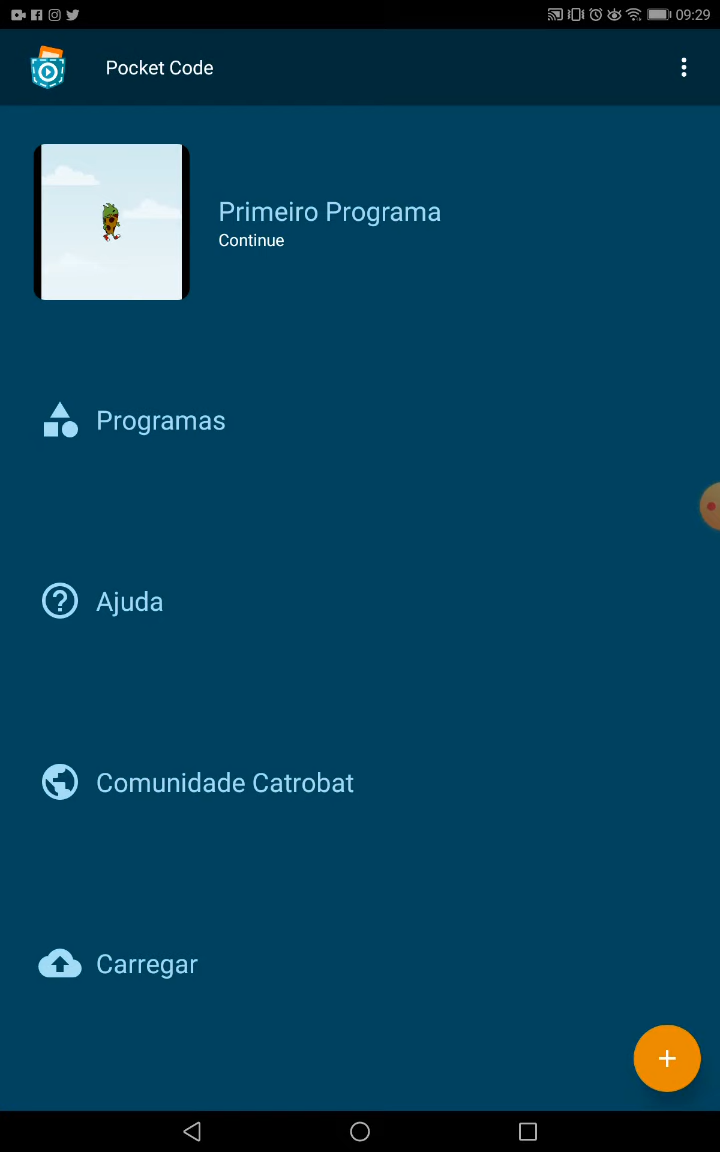 09:29
Pocket Code
Primeiro Programa
Continue
Programas
Ajuda
Comunidade Catrobat
Carregar